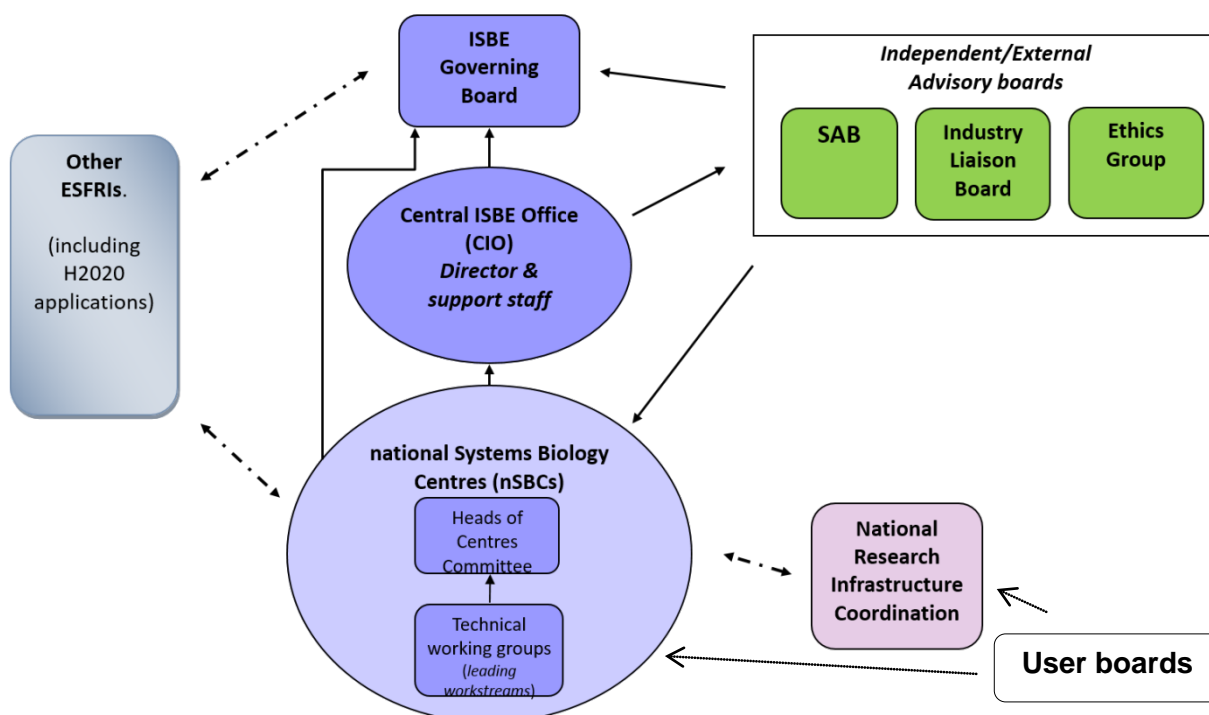 ISBE
Governing
Board
Independent/External
Advisory boards
SAB
Industry
Liaison
Board
Ethics
Group
Other
ESFRIs.
(including
H2020
applications)
Central ISBE Office
(CIO)
Director &
support staff
national Systems Biology
Centres (nSBCs)
Heads of
Centres
Committee
Technical
working groups
(leading
workstreams)
National
Research
Infrastructure
Coordination
User boards